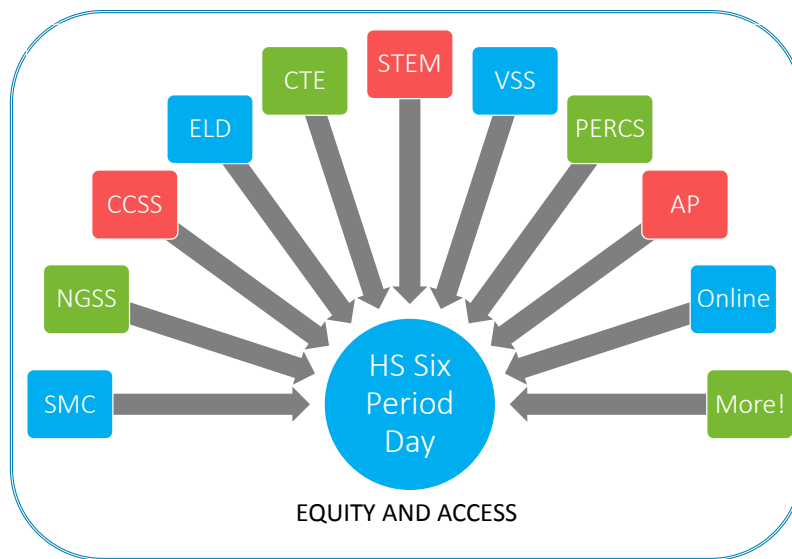 STEM
CTE
VSS
ELD
PERCS
CCSS
AP
NGSS
Online
SMC
More!
HS Six
Period
Day
EQUITY AND ACCESS